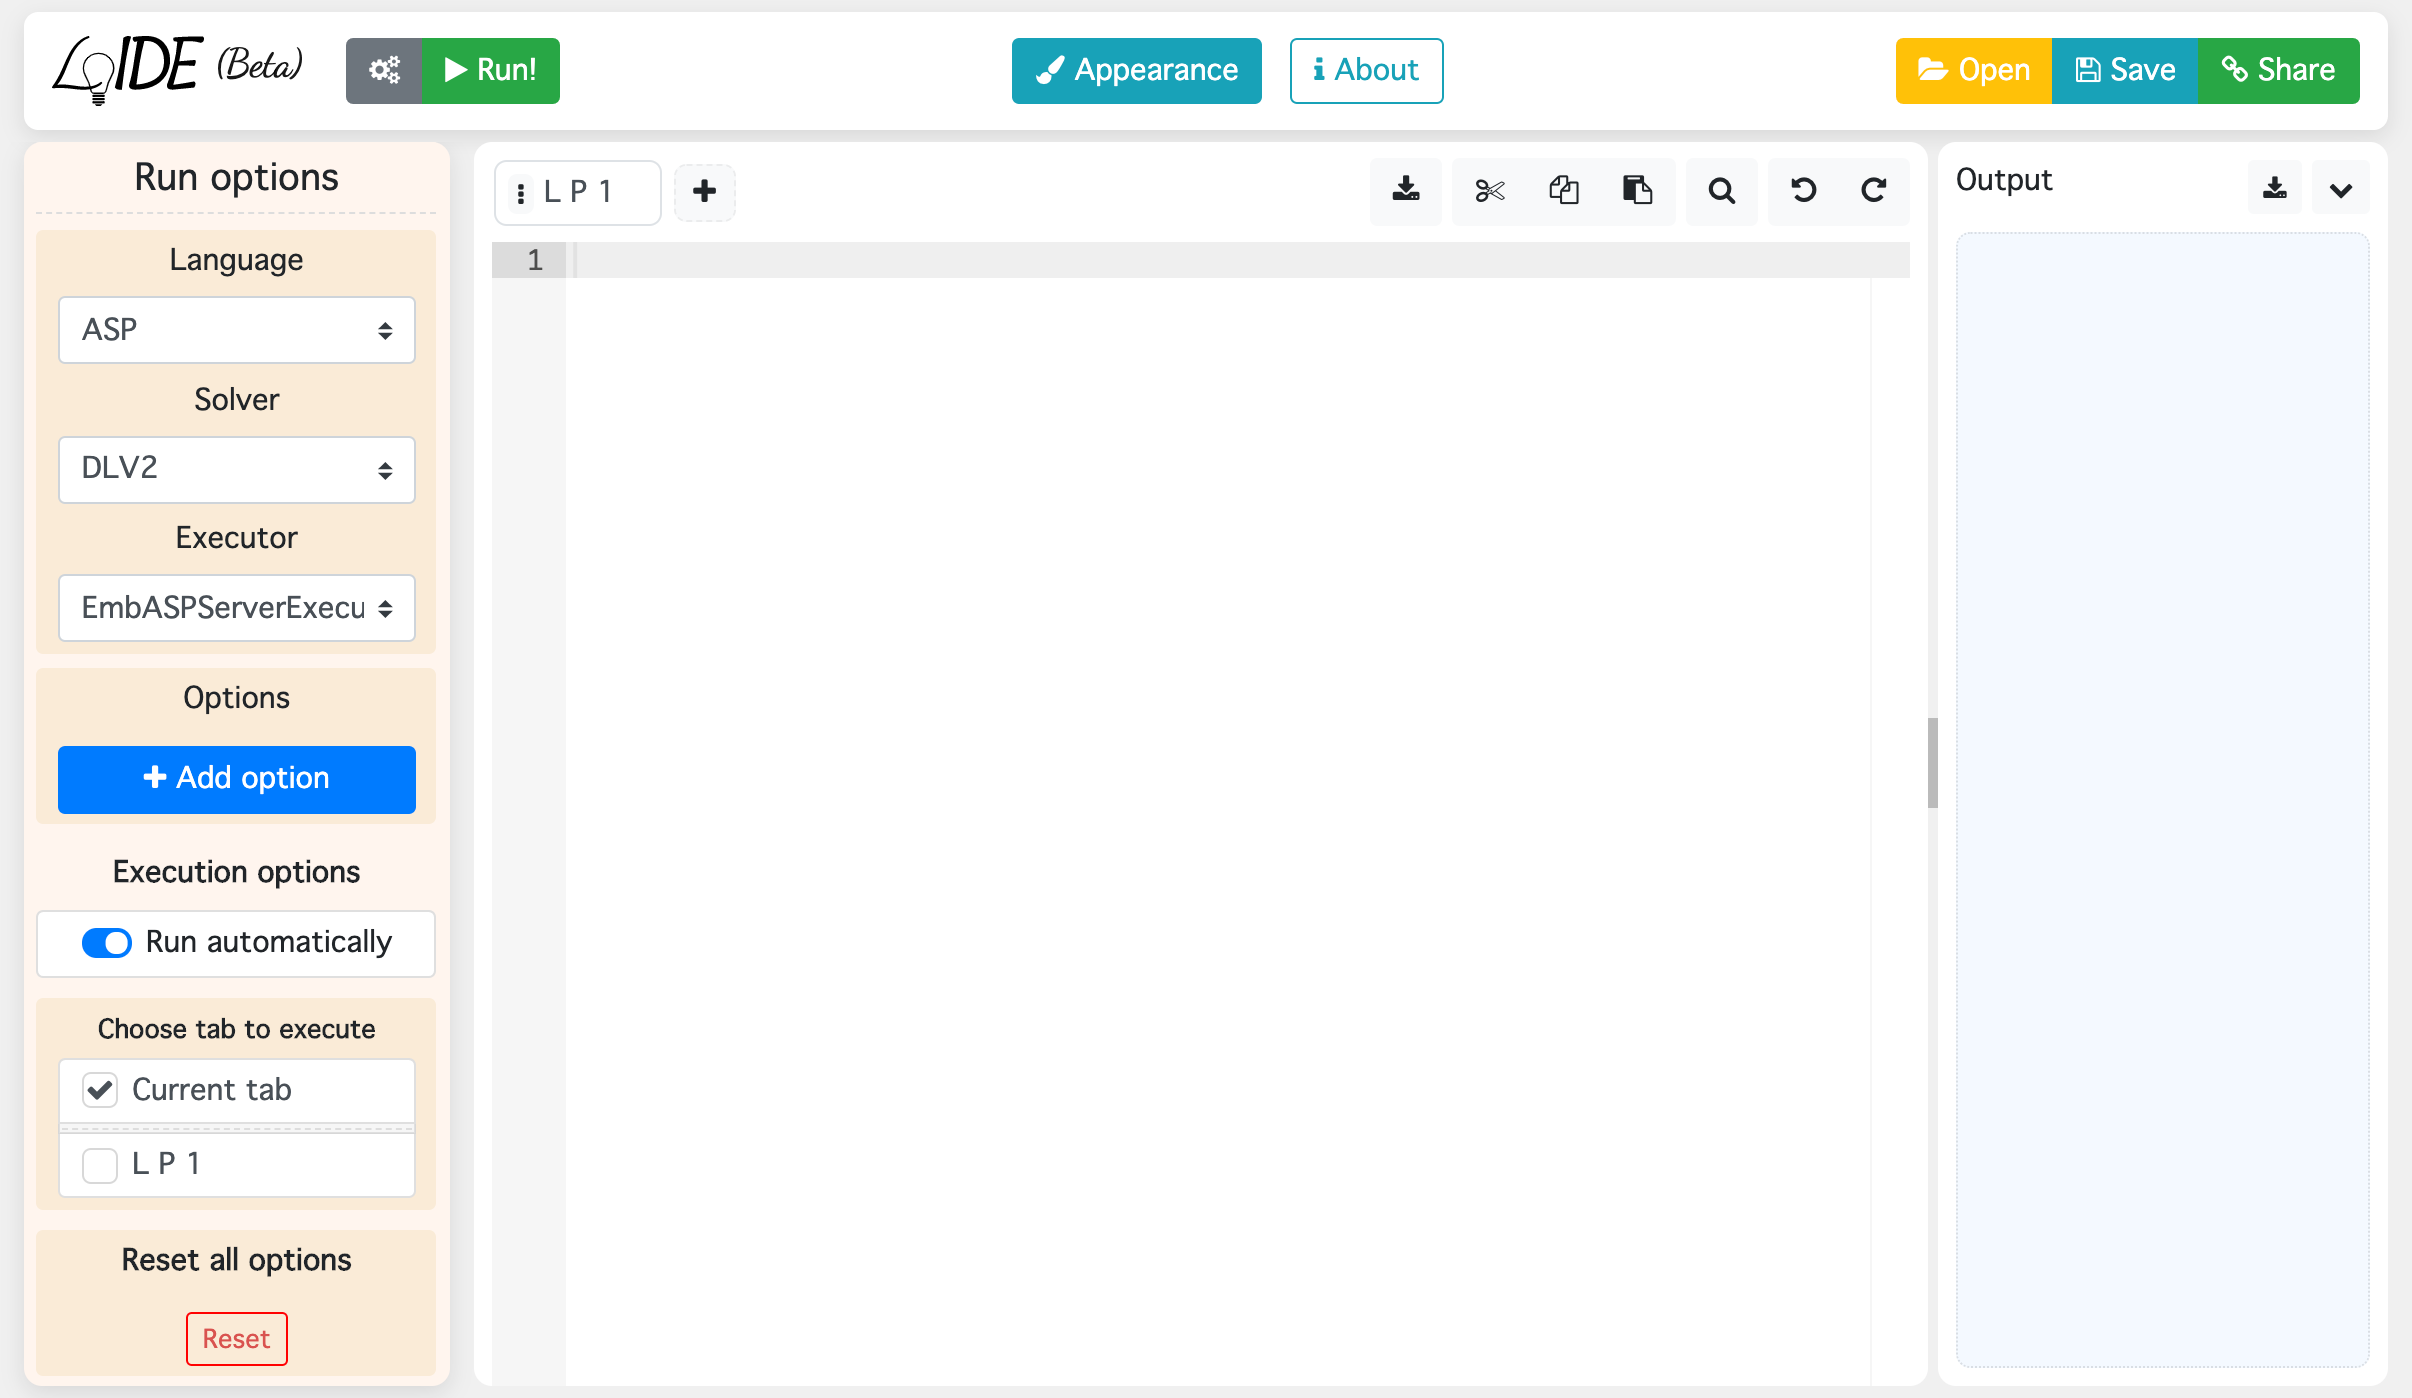 LoIDE (Beta)
Run!
Appearance
About
Open
Save
Share
Run options
Language
ASP
Solver
DLV2
Executor
EmbASPServerExecu
Options
Add option
Execution options
Run automatically
Choose tab to execute
Current tab
L P 1
Reset all options
Reset
L P 1
1
Output